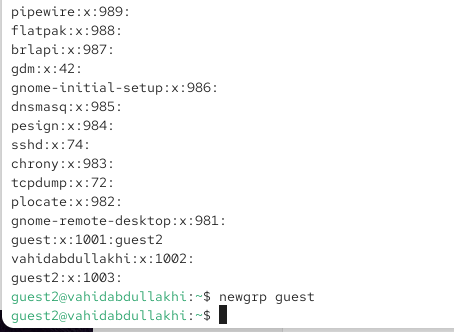 pipewire:x:989:
flatpak:x:988:
brlapi:x:987:
gdm:x:42:
gnome-initial-setup:x:986:
dnsmasq:x:985:
pesign:x:984:
sshd:x:74:
chrony:x:983:
tcpdump:x:72:
plocate:x:982:
gnome-remote-desktop:x:981:
guest:x:1001:guest2
vahidabdullakhi:x:1002:
guest2:x:1003:
guest2@vahidabdullakhi:~$ newgrp guest
guest2@vahidabdullakhi:~$